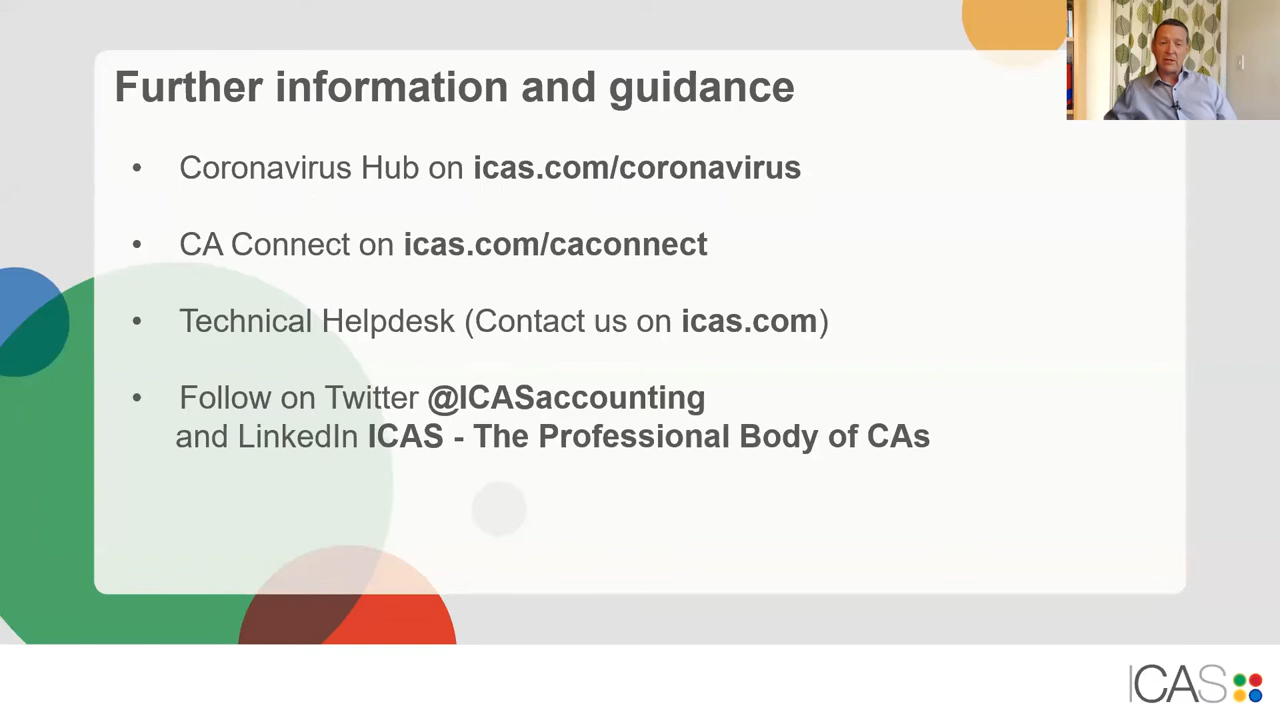 Further information and guidance
• Coronavirus Hub on icas.com/coronavirus
• CA Connect on icas.com/caconnect
• Technical Helpdesk (Contact us on icas.com)
• Follow on Twitter @ICASaccounting
and LinkedIn ICAS - The Professional Body of CAs
ICAS